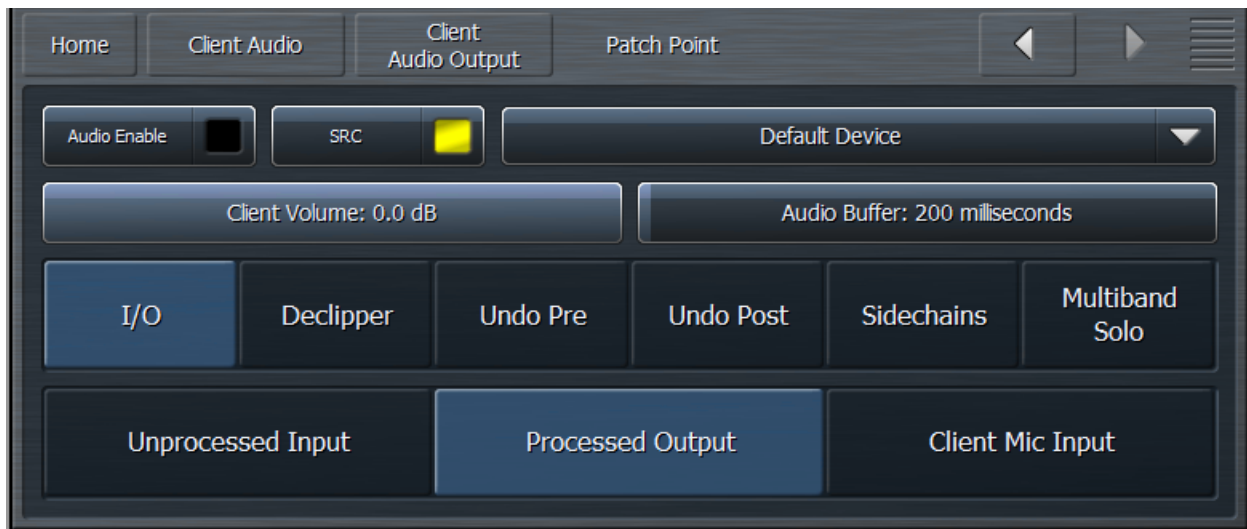 Home
Client Audio
Client
Audio Output
Patch Point
Audio Enable
SRC
Default Device
Client Volume: 0.0 dB
Audio Buffer: 200 milliseconds
I/O
Declipper
Undo Pre
Undo Post
Sidechains
Multiband
Solo
Unprocessed Input
Processed Output
Client Mic Input